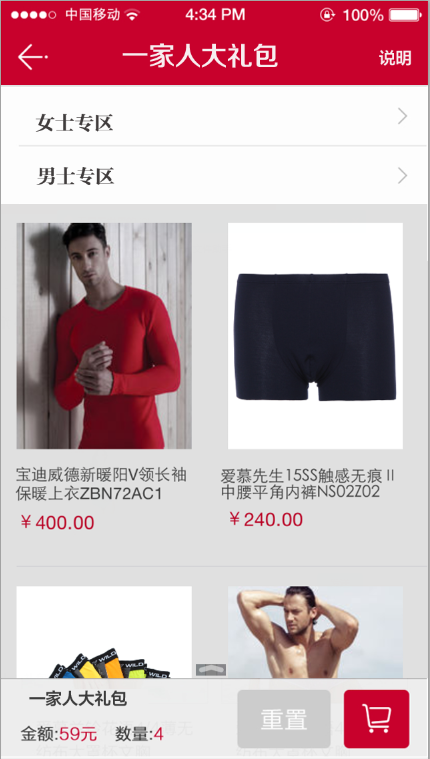 中国移动 4:34 PM 100%
一家人大礼包 说明
女士专区
男士专区
宝迪威德新暖阳V领长袖
保暖上衣ZBN72AC1
¥400.00
爱慕先生15SS触感无痕Ⅱ
中腰平角内裤NS02Z02
¥240.00
WILD
一家人大礼包
金额:59元 数量:4
重置